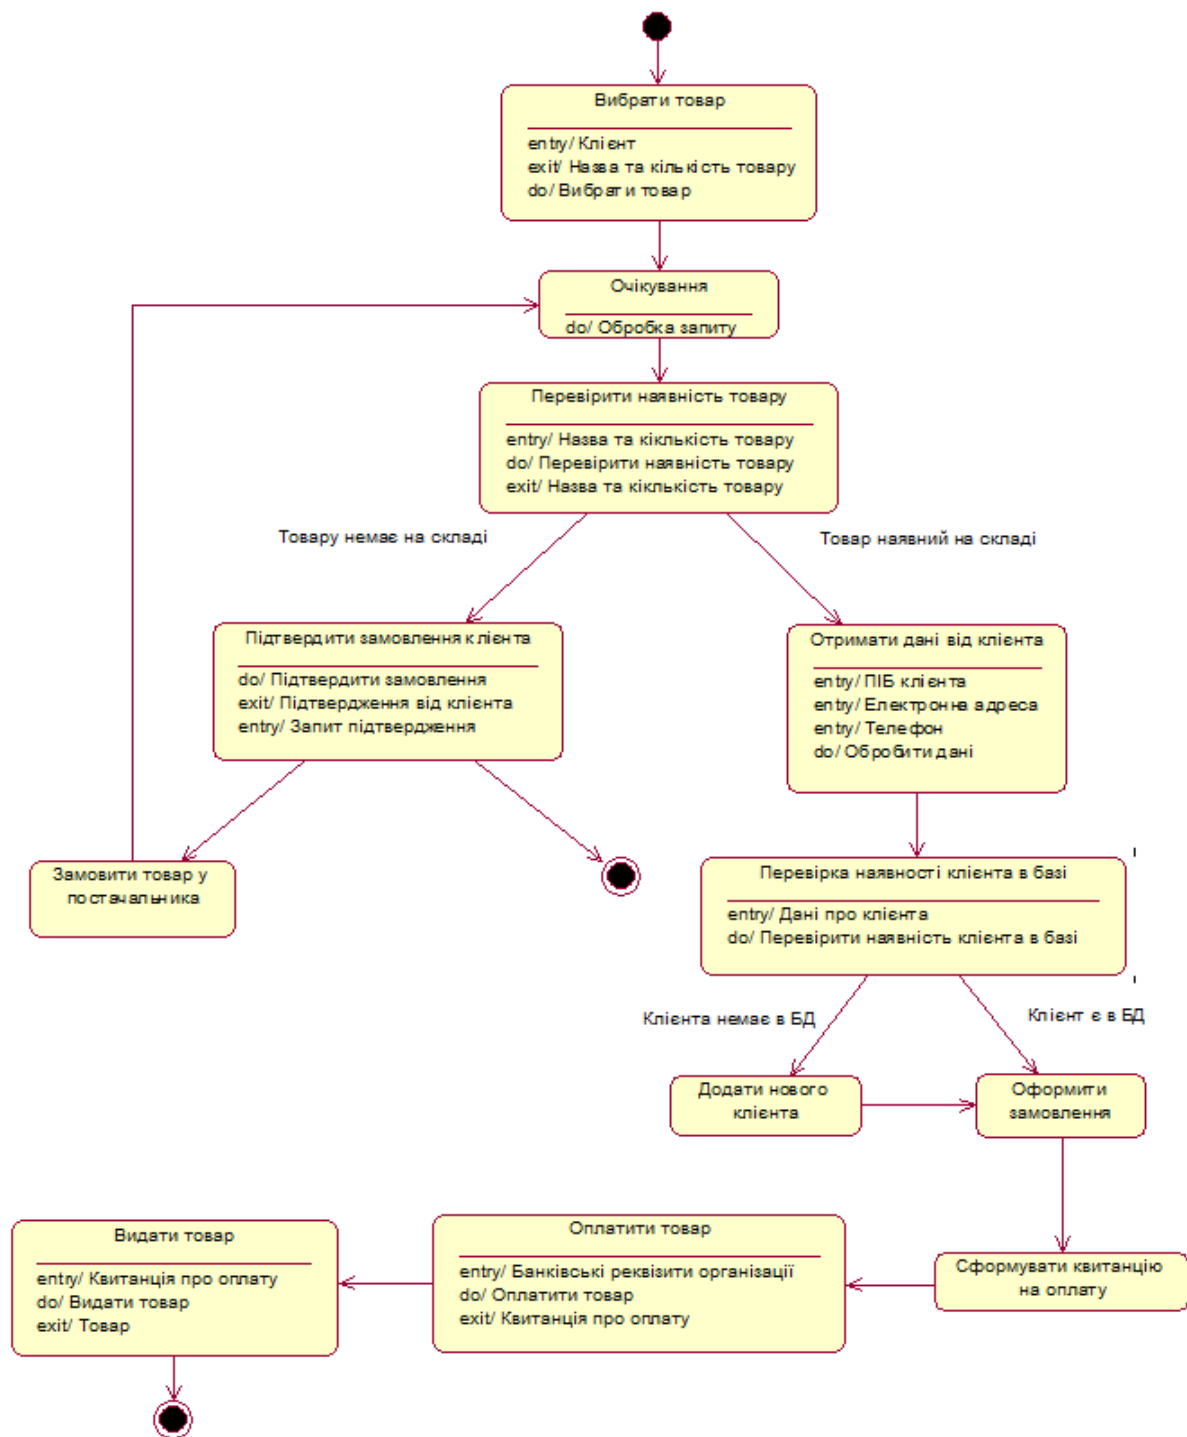 Вибрати товар
entry/ Клієнт
exit/ Назва та кількість товару
do/ Вибрати товар
Очікування
do/ Обробка запиту
Перевірити наявність товару
entry/ Назва та кіклькість товару
do/ Перевірити наявність товару
exit/ Назва та кіклькість товару
Товару немає на складі
Товар наявний на складі
Підтвердити замовлення клієнта
do/ Підтвердити замовлення
exit/ Підтвердження від клієнта
entry/ Запит підтвердження
Отримати дані від клієнта
entry/ ПІБ клієнта
entry/ Електронна адреса
entry/ Телефон
do/ Обробити дані
Замовити товар у
постачальника
Перевірка наявності клієнта в базі
entry/ Дані про клієнта
do/ Перевірити наявність клієнта в базі
Клієнта немає в БД
Клієнт є в БД
Додати нового
клієнта
Оформити
замовлення
Видати товар
entry/ Квитанція про оплату
do/ Видати товар
exit/ Товар
Оплатити товар
entry/ Банківські реквізити організації
do/ Оплатити товар
exit/ Квитанція про оплату
Сформувати квитанцію
на оплату